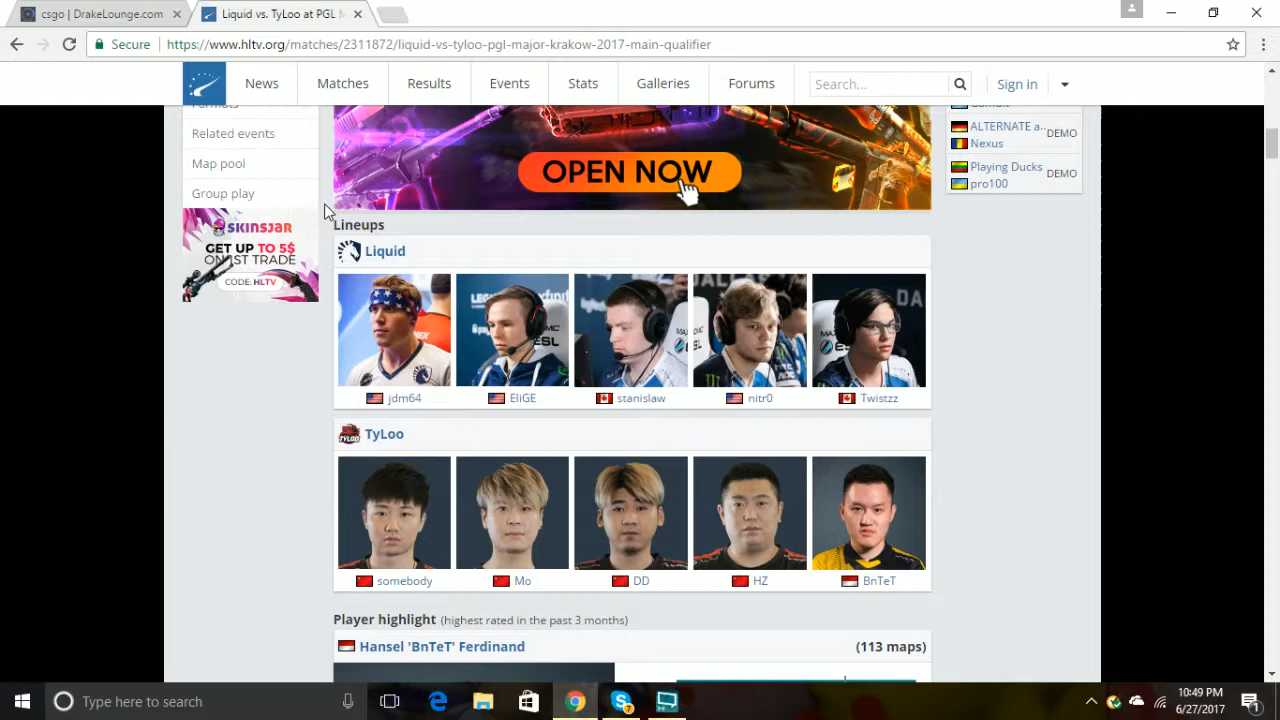 csgo | DrakeLounge.com
Liquid vs. TyLoo at PGL M
Secure
https://www.hltv.org/matches/2311872/liquid-vs-tyloo-pgl-major-krakow-2017-main-qualifier
News
Matches
Results
Events
Stats
Galleries
Forums
Search...
Sign in
Formats
Related events
Map pool
Group play
SKINSJAR
GET UP TO 5$
ON 1ST TRADE
CODE: HLTV
OPEN NOW
ALTERNATE a..
Nexus
DEMO
Playing Ducks
pro100
DEMO
Lineups
Liquid
jdm64
EliGE
stanislaw
nitr0
Twistzz
TyLoo
somebody
Mo
DD
HZ
BnTeT
Player highlight (highest rated in the past 3 months)
Hansel 'BnTeT' Ferdinand
(113 maps)
Type here to search
10:49 PM
6/27/2017